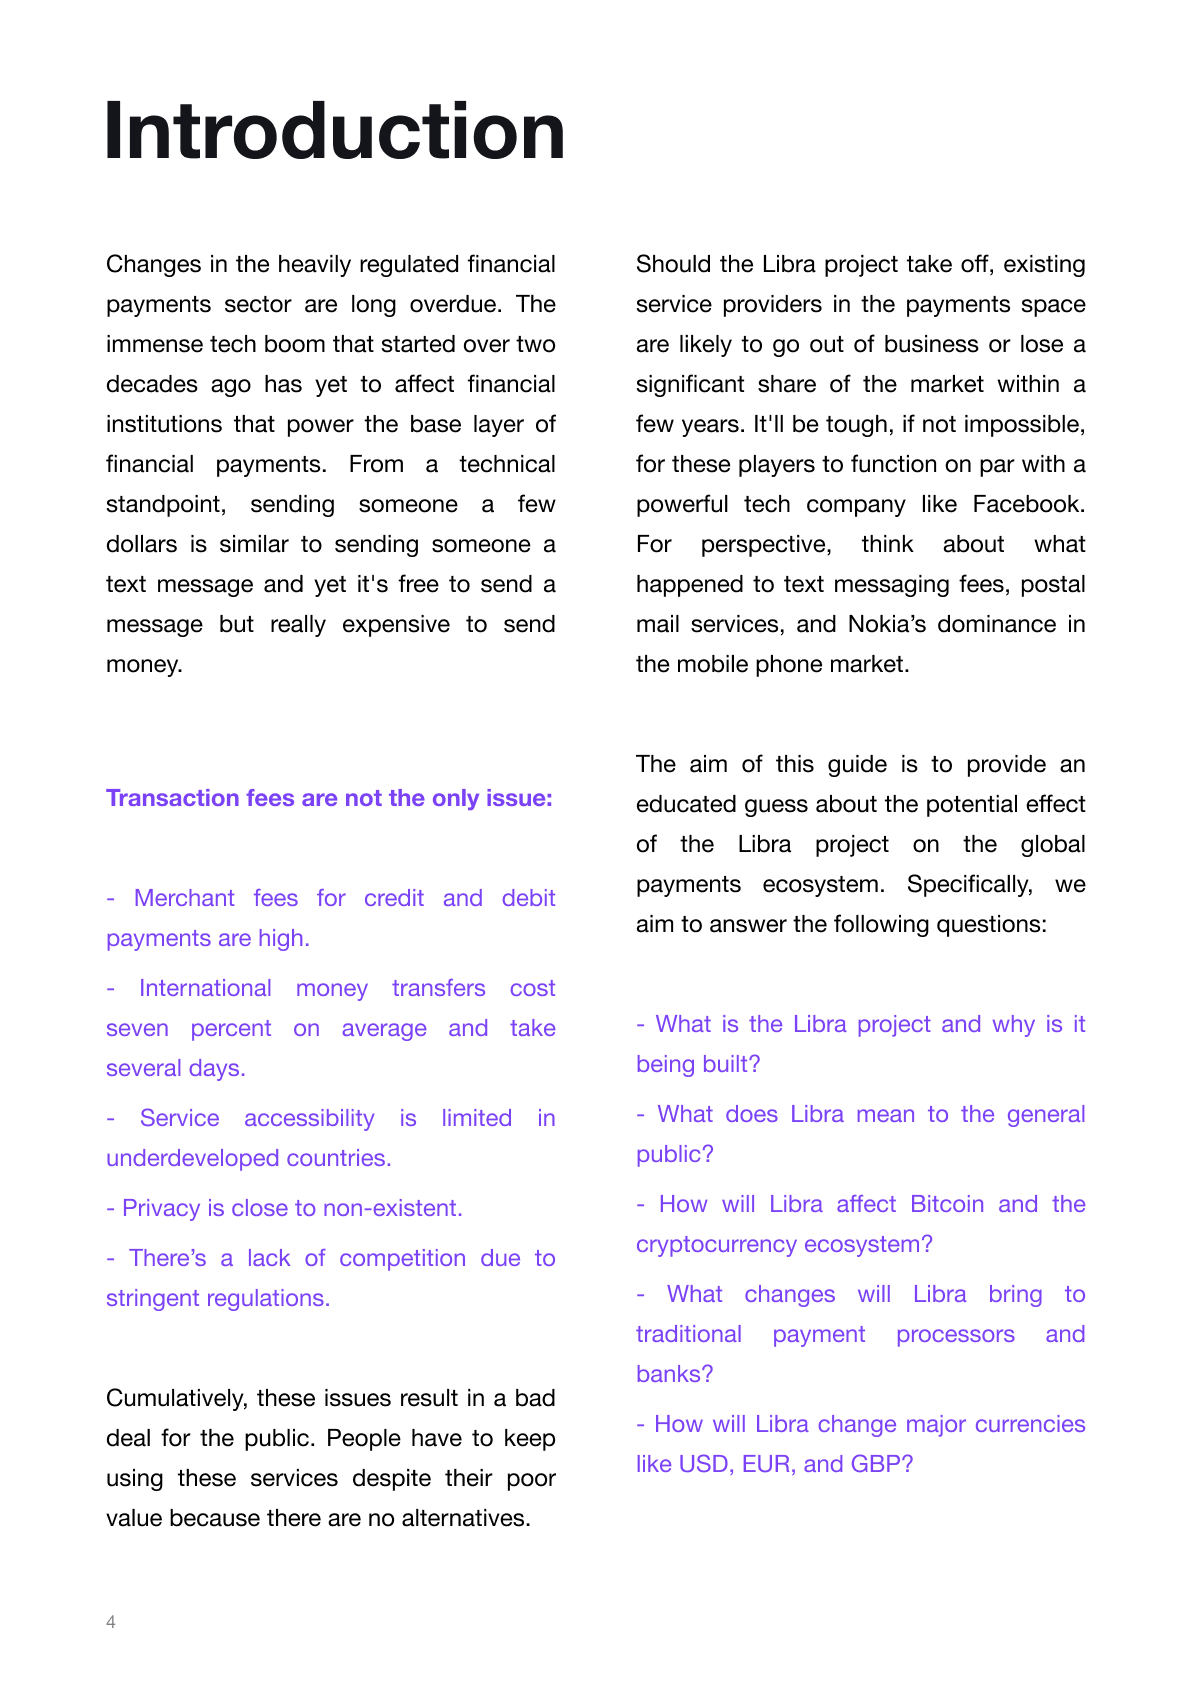 Introduction
Changes in the heavily regulated financial
payments sector are long overdue. The
immense tech boom that started over two
decades ago has yet to affect financial
institutions that power the base layer of
financial payments. From a technical
standpoint, sending someone a few
dollars is similar to sending someone a
text message and yet it's free to send a
message but really expensive to send
money.
Transaction fees are not the only issue:
- Merchant fees for credit and debit
payments are high.
- International money transfers cost
seven percent on average and take
several days.
- Service accessibility is limited in
underdeveloped countries.
- Privacy is close to non-existent.
- There’s a lack of competition due to
stringent regulations.
Cumulatively, these issues result in a bad
deal for the public. People have to keep
using these services despite their poor
value because there are no alternatives.
Should the Libra project take off, existing
service providers in the payments space
are likely to go out of business or lose a
significant share of the market within a
few years. It'll be tough, if not impossible,
for these players to function on par with a
powerful tech company like Facebook.
For perspective, think about what
happened to text messaging fees, postal
mail services, and Nokia’s dominance in
the mobile phone market.
The aim of this guide is to provide an
educated guess about the potential effect
of the Libra project on the global
payments ecosystem. Specifically, we
aim to answer the following questions:
- What is the Libra project and why is it
being built?
- What does Libra mean to the general
public?
- How will Libra affect Bitcoin and the
cryptocurrency ecosystem?
- What changes will Libra bring to
traditional payment processors and
banks?
- How will Libra change major currencies
like USD, EUR, and GBP?
4